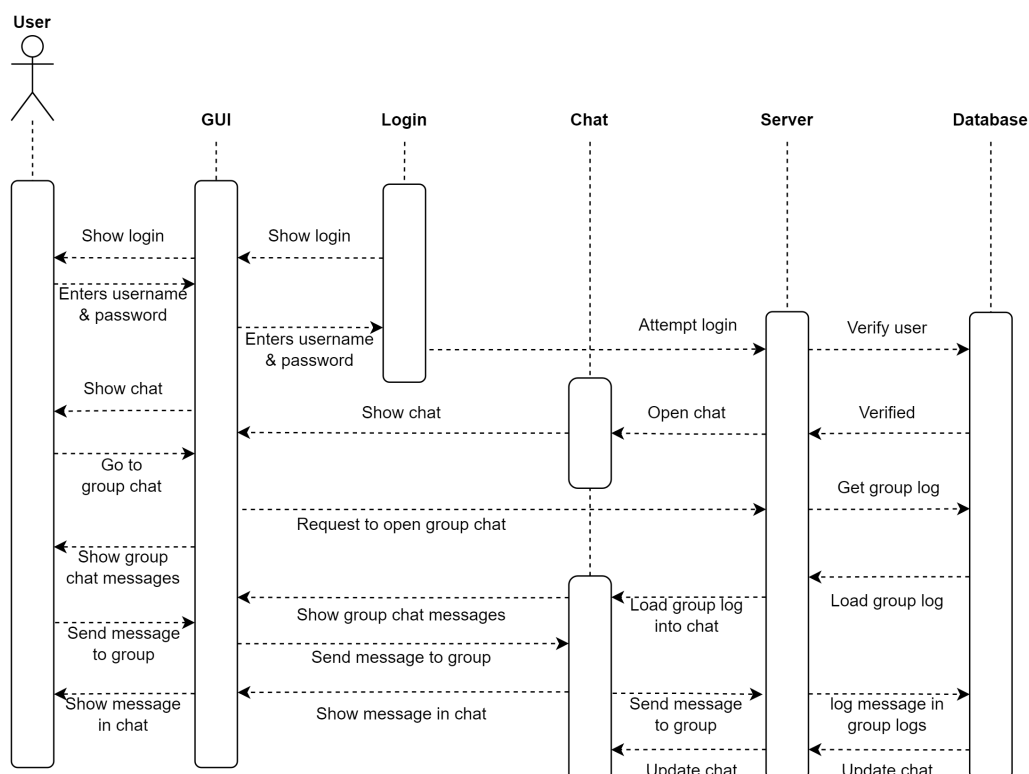 User
GUI
Login
Chat
Server
Database
Show login
Show login
Enters username
& password
Attempt login
Verify user
Enters username
& password
Show chat
Show chat
Open chat
Verified
Go to
group chat
Get group log
Request to open group chat
Show group
chat messages
Load group log
Load group log
into chat
Show group chat messages
Send message
to group
Send message to group
Show message
in chat
Show message in chat
Send message
to group
log message in
group logs
Update chat
Update chat